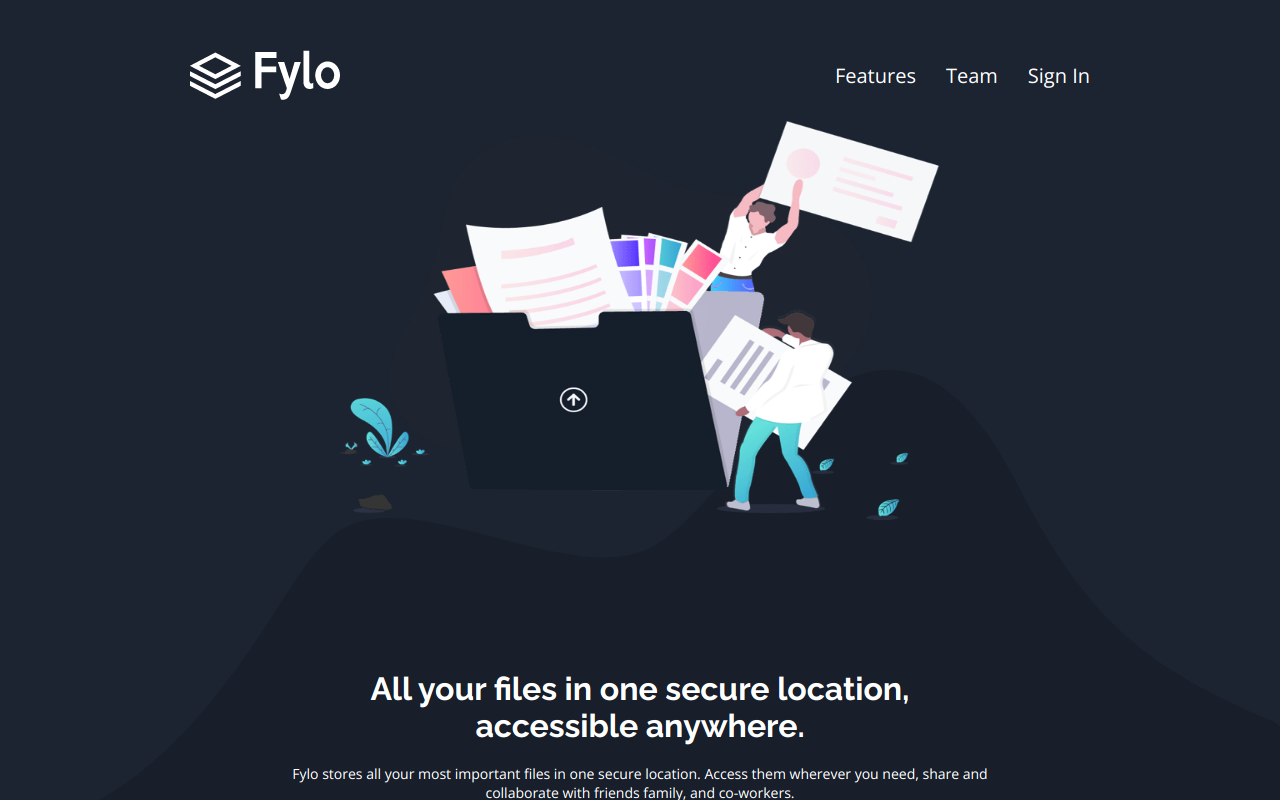 Fylo
Features
Team
Sign In
All your files in one secure location,
accessible anywhere.
Fylo stores all your most important files in one secure location. Access them wherever you need, share and
collaborate with friends family, and co-workers.